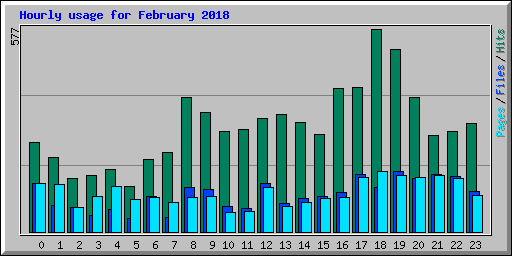 Hourly usage for February 2018
577
Pages/Files/Hits
0 1 2 3 4 5 6 7 8 9 10 11 12 13 14 15 16 17 18 19 20 21 22 23